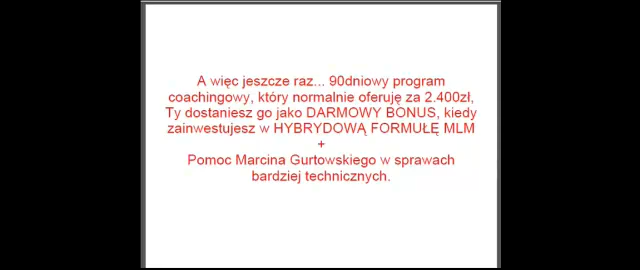 A więc jeszcze raz... 90dniowy program
coachingowy, który normalnie oferuję za 2.400zł,
Ty dostaniesz go jako DARMOWY BONUS, kiedy
zainwestujesz w HYBRYDOWĄ FORMUŁĘ MLM
+
Pomoc Marcina Gurtowskiego w sprawach
bardziej technicznych.